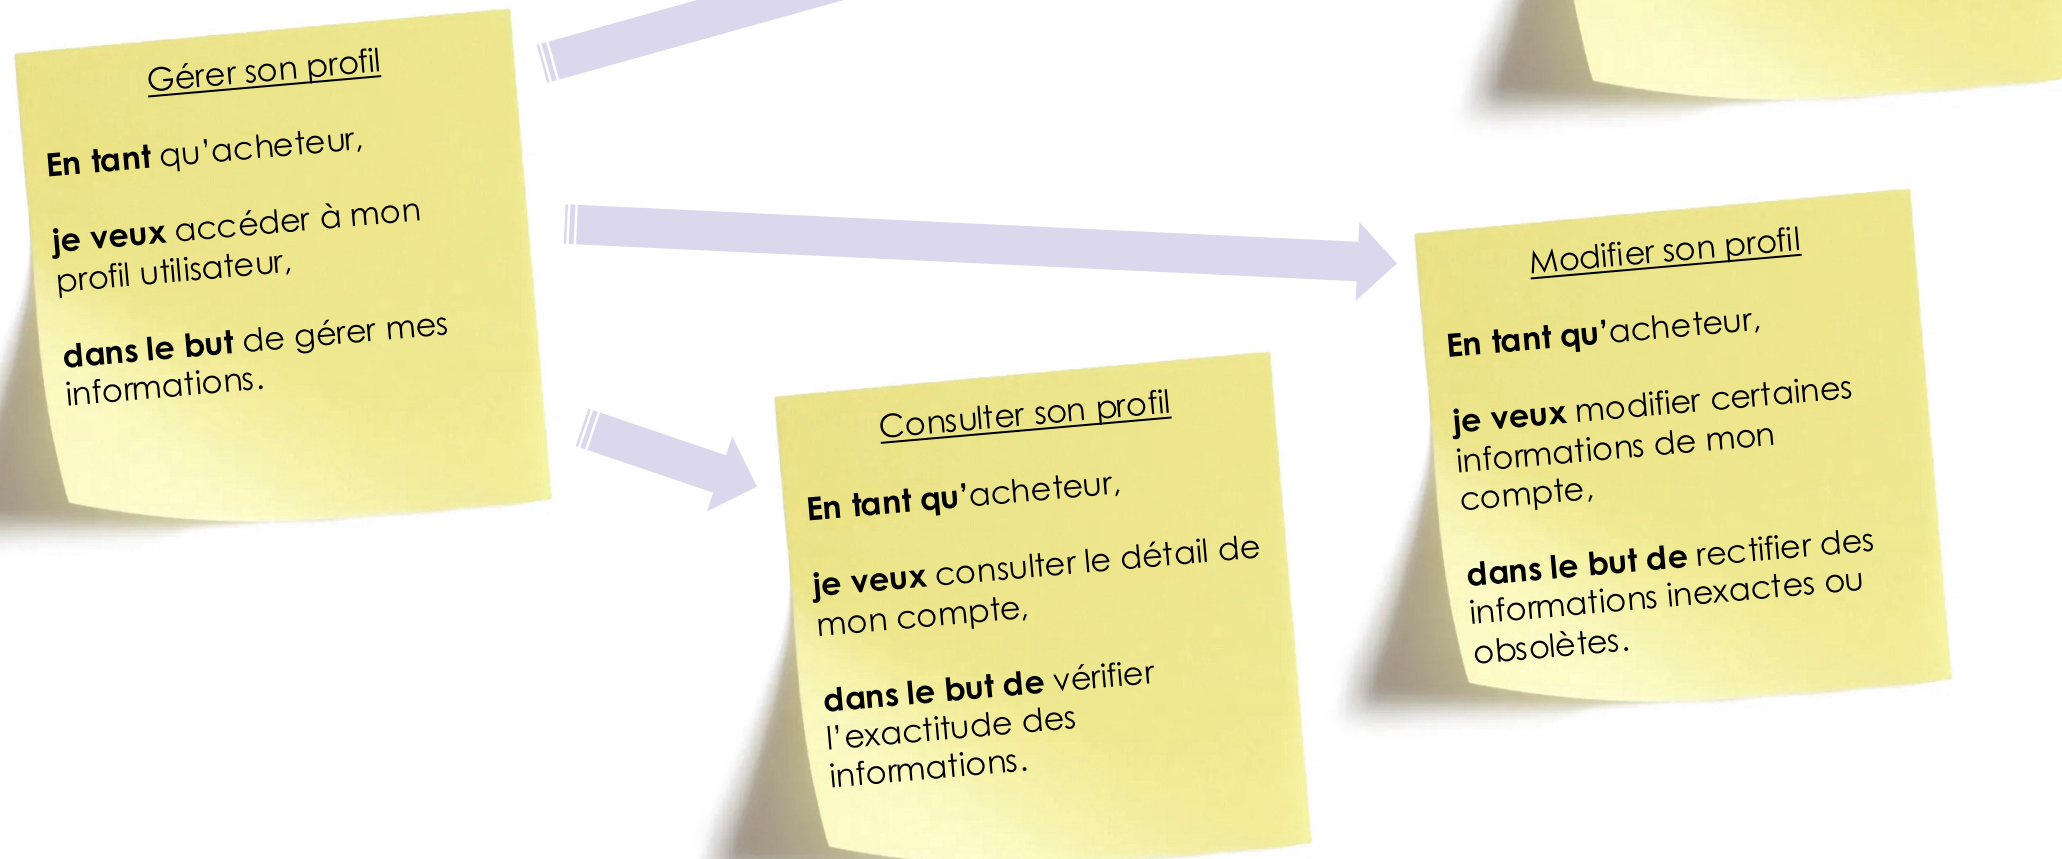 Gérer son profil
En tant qu'acheteur,
je veux accéder à mon
profil utilisateur,
dans le but de gérer mes
informations.
Consulter son profil
En tant qu'acheteur,
je veux consulter le détail de
mon compte,
dans le but de vérifier
l'exactitude des
informations.
Modifier son profil
En tant qu'acheteur,
je veux modifier certaines
informations de mon
compte,
dans le but de rectifier des
informations inexactes ou
obsolètes.